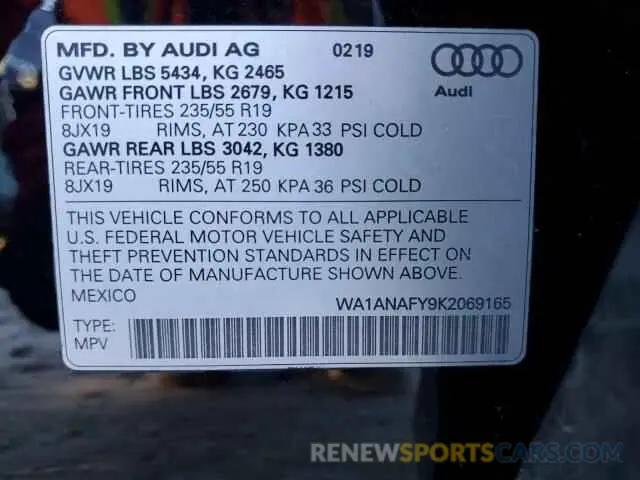 MFD. BY AUDI AG 0219
GVWR LBS 5434, KG 2465
GAWR FRONT LBS 2679, KG 1215 Audi
FRONT-TIRES 235/55 R19
8JX19 RIMS, AT 230 KPA 33 PSI COLD
GAWR REAR LBS 3042, KG 1380
REAR-TIRES 235/55 R19
8JX19 RIMS, AT 250 KPA 36 PSI COLD
THIS VEHICLE CONFORMS TO ALL APPLICABLE
U.S. FEDERAL MOTOR VEHICLE SAFETY AND
THEFT PREVENTION STANDARDS IN EFFECT ON
THE DATE OF MANUFACTURE SHOWN ABOVE.
MEXICO WA1ANAFY9K2069165
TYPE:
MPV
RENEWSPORTSCARS.COM